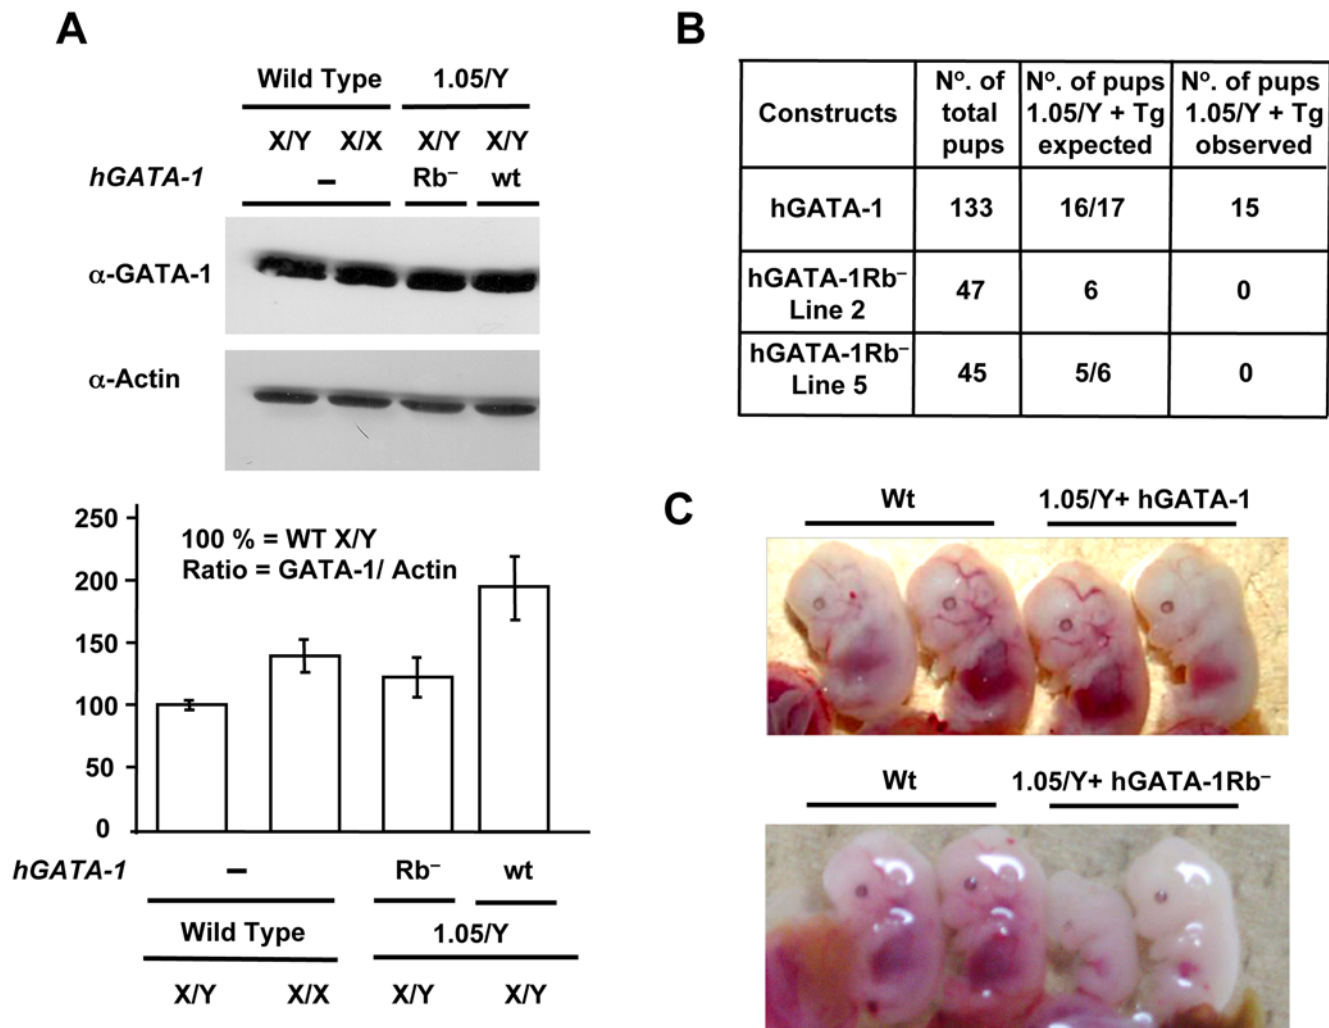 A
Wild Type 1.05/Y
X/Y X/X X/Y X/Y
hGATA-1 – Rb⁻ wt
α-GATA-1
α-Actin
250
200
150
100
50
0
100 % = WT X/Y
Ratio = GATA-1/ Actin
hGATA-1 – Rb⁻ wt
Wild Type 1.05/Y
X/Y X/X X/Y X/Y
B
Constructs
Nº. of
total
pups
Nº. of pups
1.05/Y + Tg
expected
Nº. of pups
1.05/Y + Tg
observed
hGATA-1 133 16/17 15
hGATA-1Rb⁻
Line 2
47 6 0
hGATA-1Rb⁻
Line 5
45 5/6 0
C
Wt 1.05/Y+ hGATA-1
Wt 1.05/Y+ hGATA-1Rb⁻